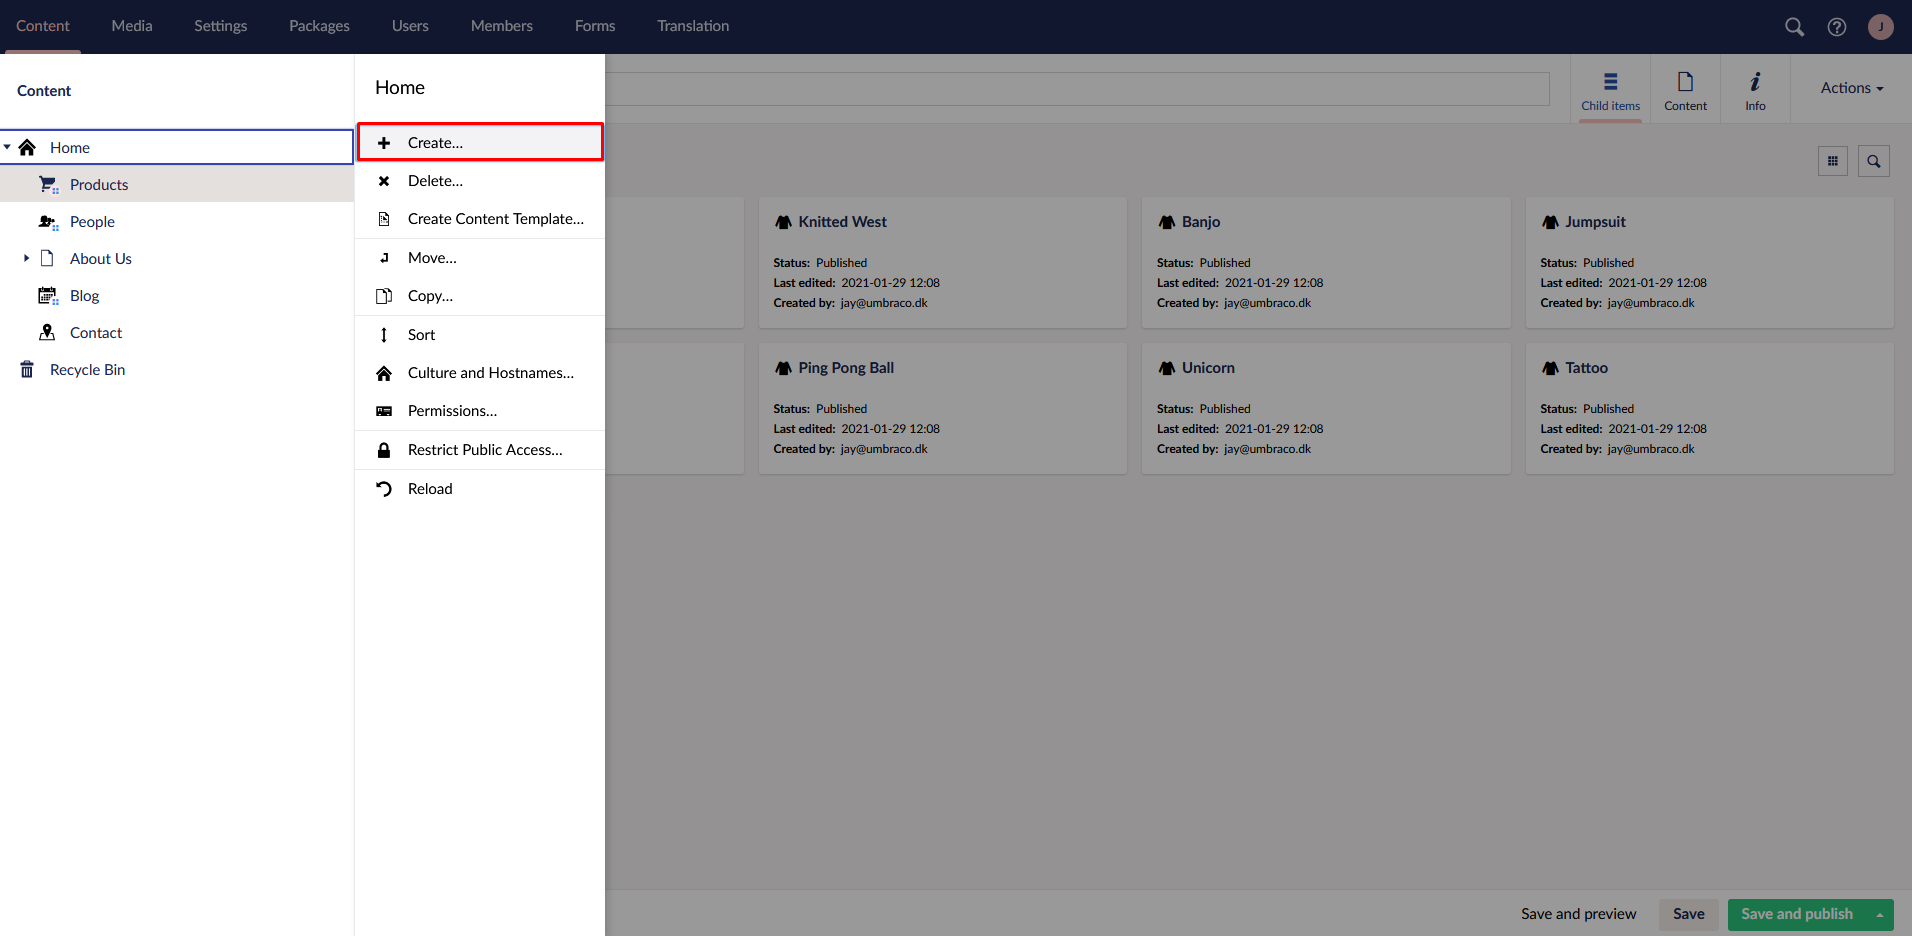 Content Media Settings Packages Users Members Forms Translation J
Content
Home
Products
People
About Us
Blog
Contact
Recycle Bin
Home
Create...
Delete...
Create Content Template...
Move...
Copy...
Sort
Culture and Hostnames...
Permissions...
Restrict Public Access...
Reload
Child items Content Info Actions
Knitted West
Status: Published
Last edited: 2021-01-29 12:08
Created by: jay@umbraco.dk
Banjo
Status: Published
Last edited: 2021-01-29 12:08
Created by: jay@umbraco.dk
Jumpsuit
Status: Published
Last edited: 2021-01-29 12:08
Created by: jay@umbraco.dk
Ping Pong Ball
Status: Published
Last edited: 2021-01-29 12:08
Created by: jay@umbraco.dk
Unicorn
Status: Published
Last edited: 2021-01-29 12:08
Created by: jay@umbraco.dk
Tattoo
Status: Published
Last edited: 2021-01-29 12:08
Created by: jay@umbraco.dk
Save and preview Save Save and publish